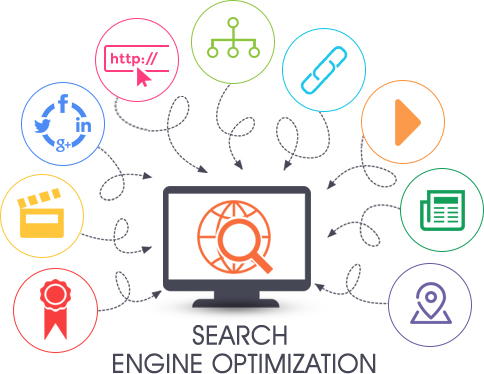 http://
f
in
g+
SEARCH
ENGINE OPTIMIZATION